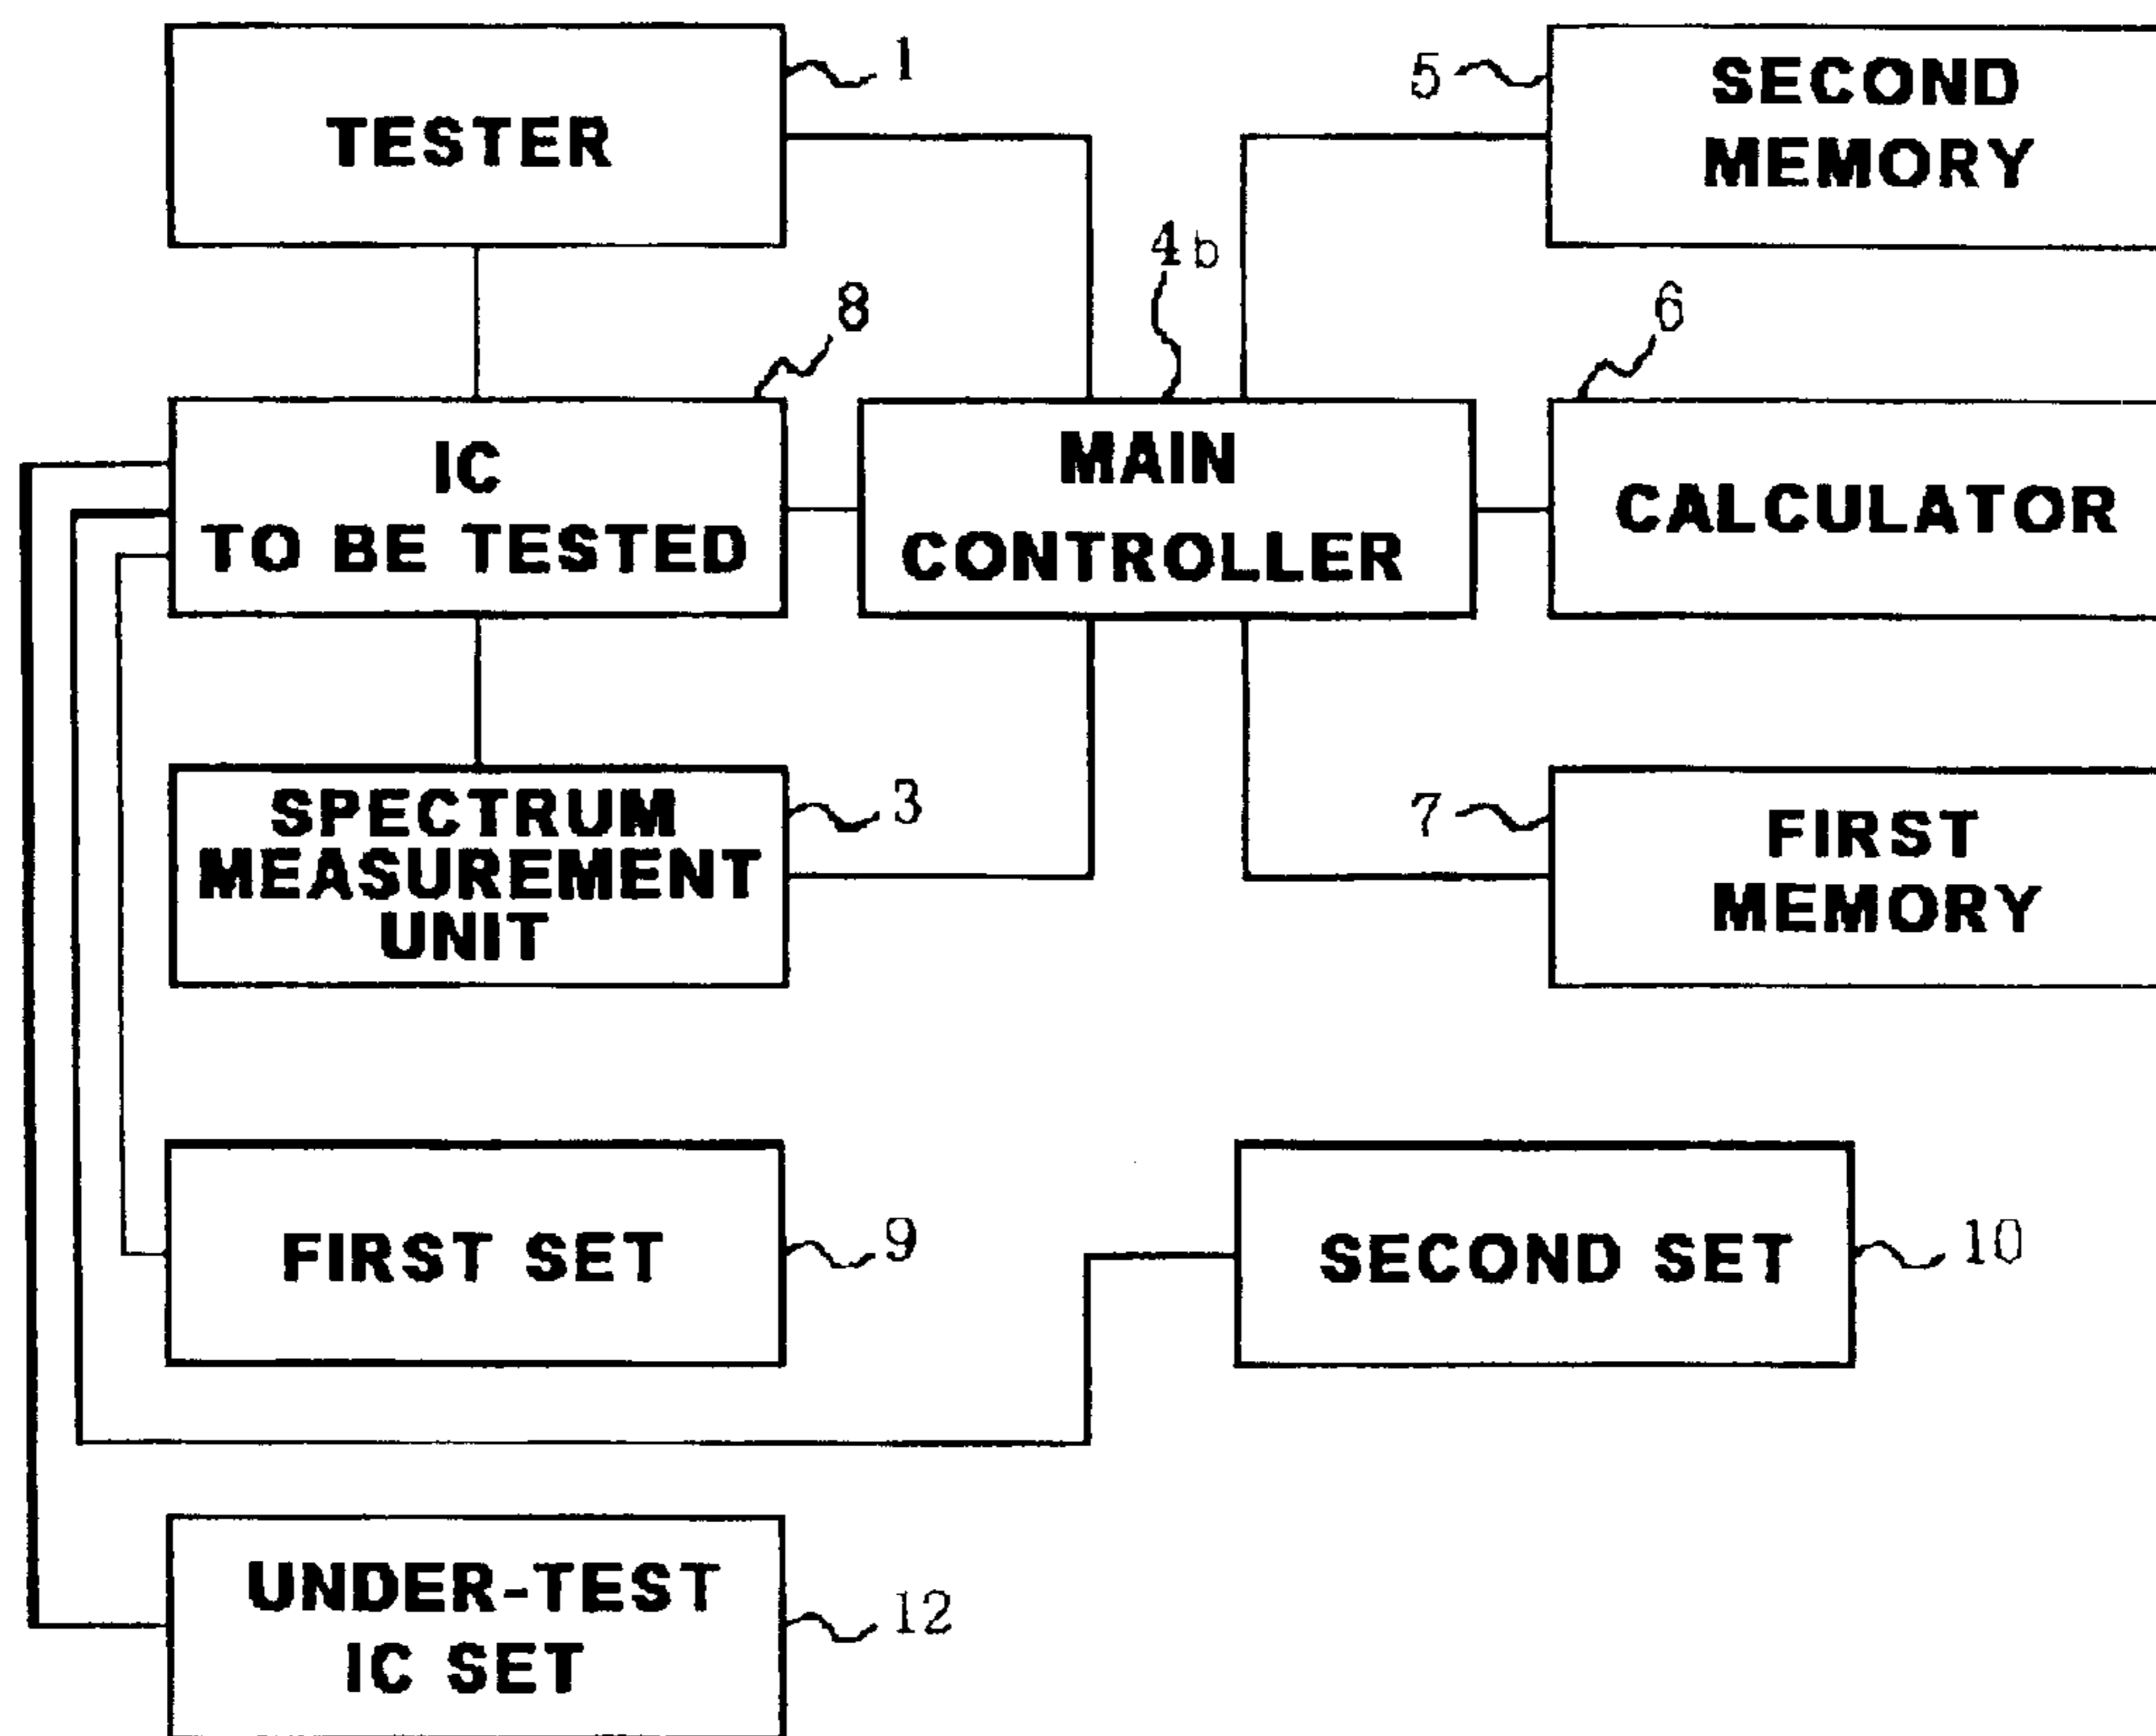 TESTER
1
5
SECOND
MEMORY
4b
8
6
IC
TO BE TESTED
MAIN
CONTROLLER
CALCULATOR
SPECTRUM
MEASUREMENT
UNIT
3
7
FIRST
MEMORY
FIRST SET
9
SECOND SET
10
UNDER-TEST
IC SET
12